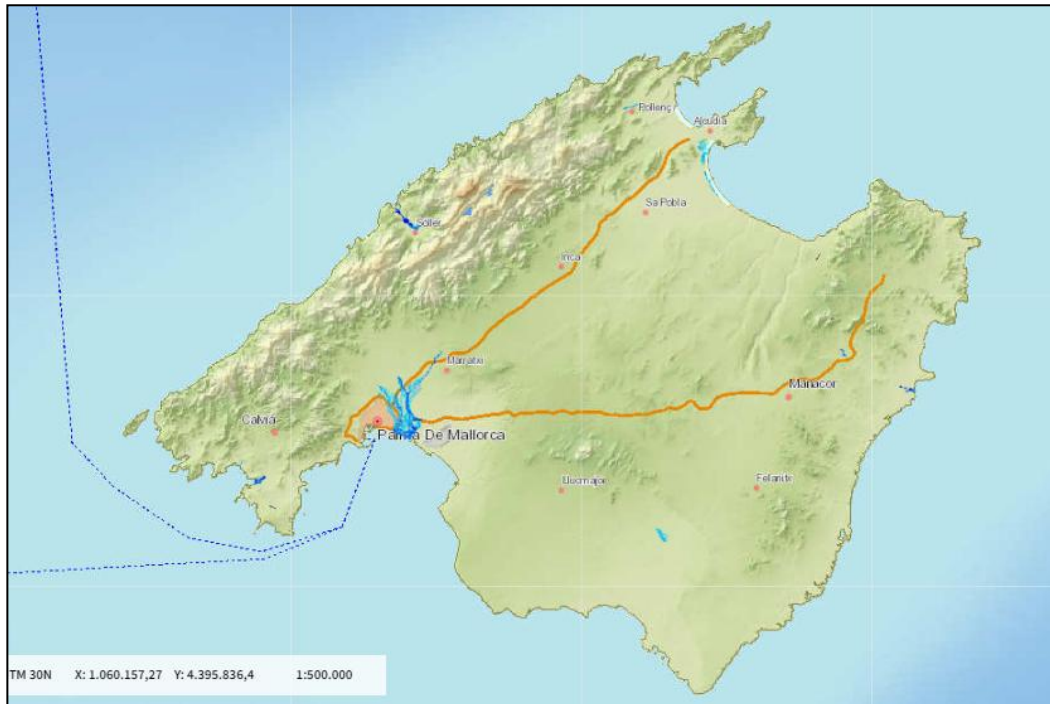 Pollença
Alcudia
Sa Pobla
Sóller
Inca
Marratxí
Manacor
Calvià
Palma De Mallorca
Llucmajor
Felanitx
TM 30N X: 1.060.157,27 Y: 4.395.836,4 1:500.000